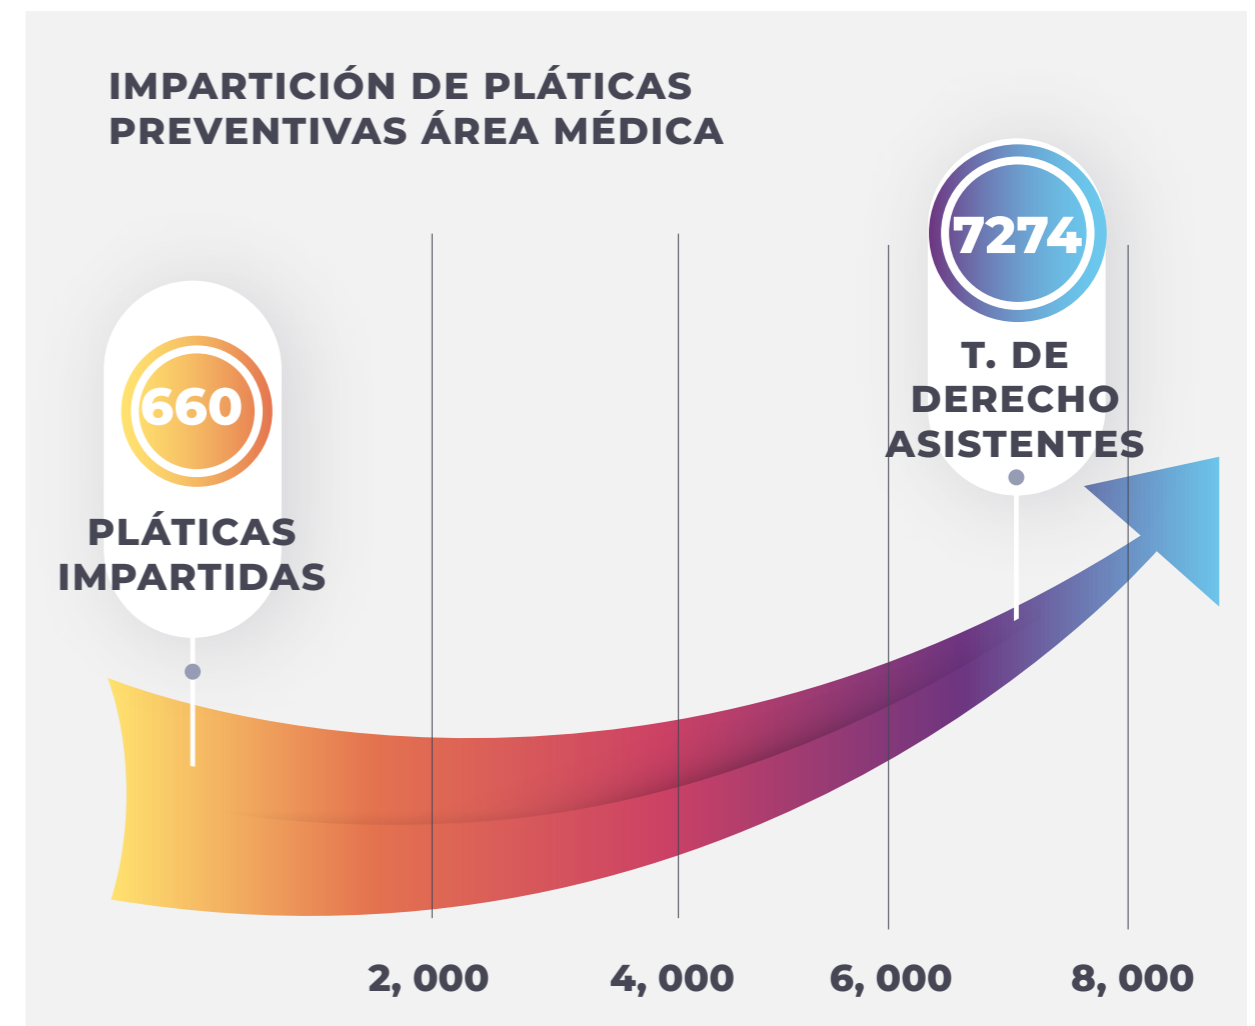 IMPARTICIÓN DE PLÁTICAS
PREVENTIVAS ÁREA MÉDICA
660
PLÁTICAS
IMPARTIDAS
7274
T. DE
DERECHO
ASISTENTES
2, 000
4, 000
6, 000
8, 000